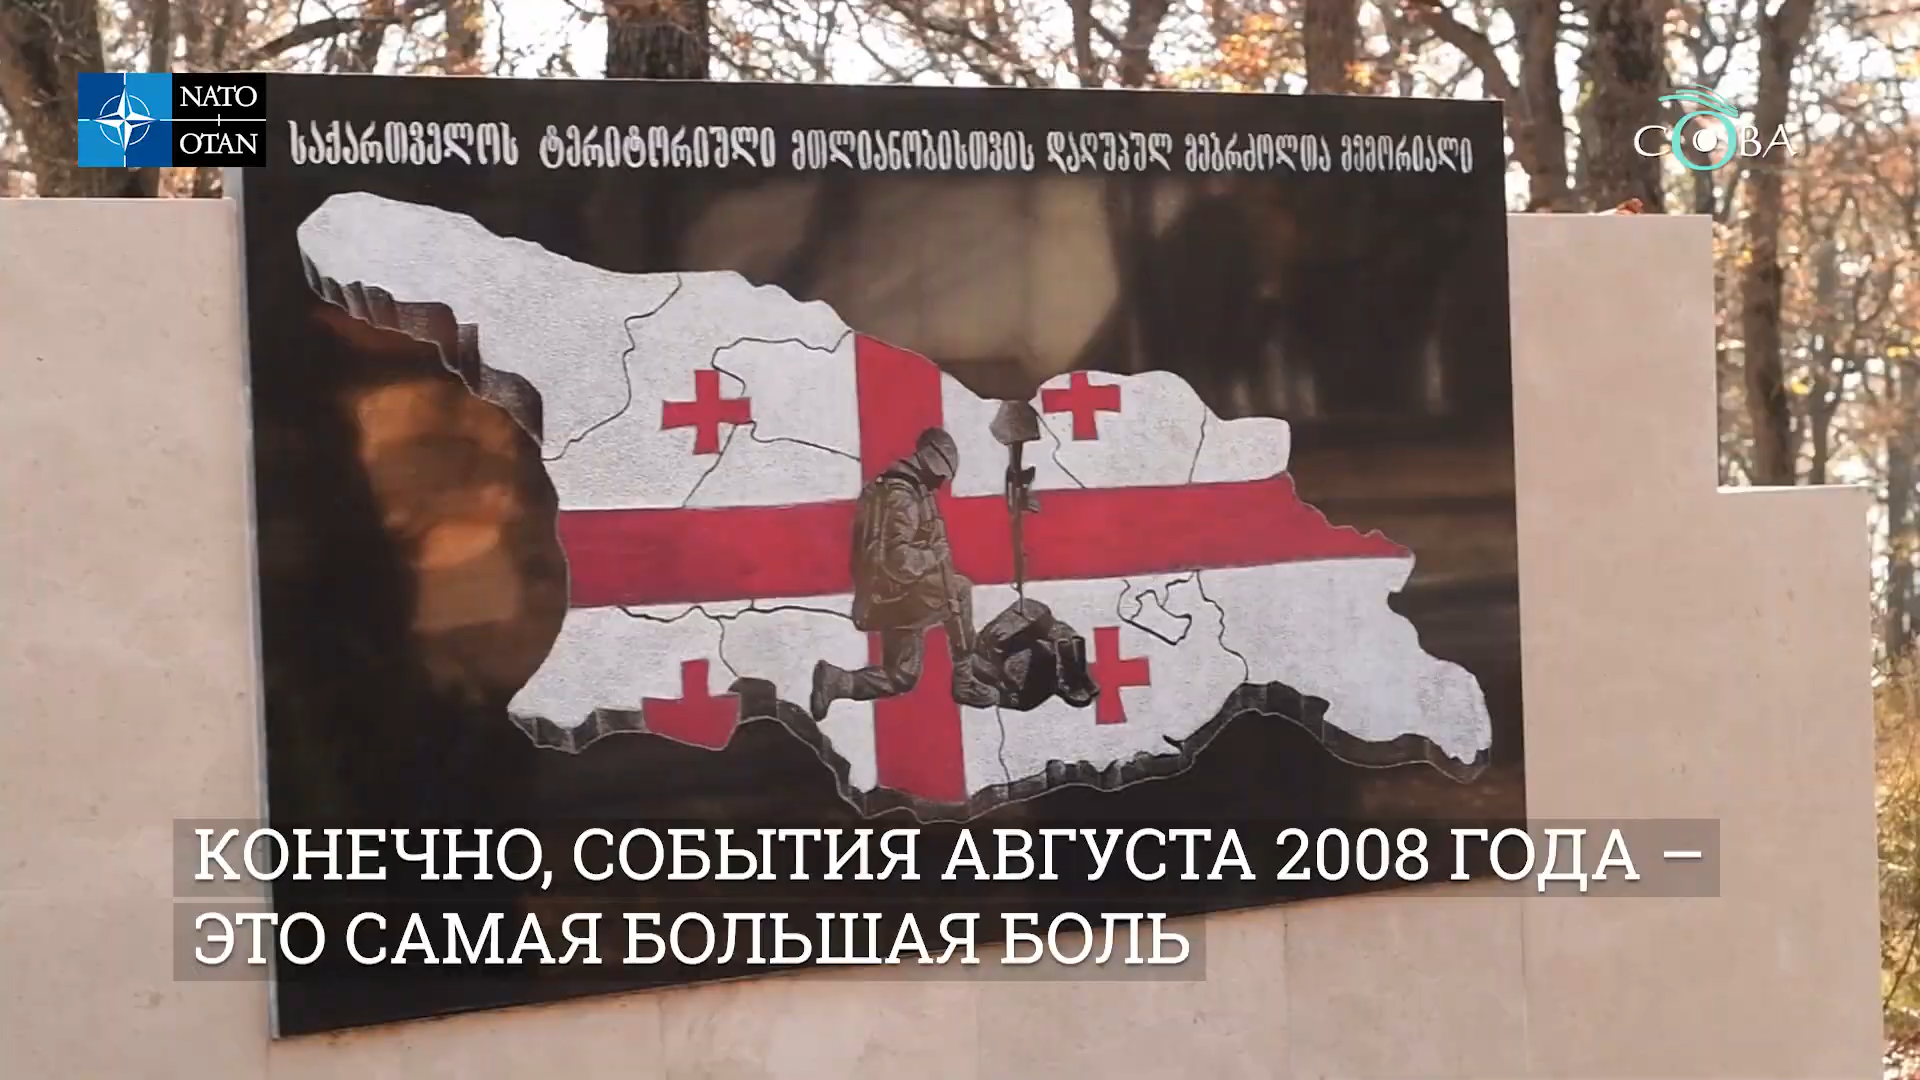 NATO
OTAN
СОВА
საქართველოს ტერიტორიული მთლიანობისთვის დაღუპულ მებრძოლთა მემორიალი
КОНЕЧНО, СОБЫТИЯ АВГУСТА 2008 ГОДА –
ЭТО САМАЯ БОЛЬШАЯ БОЛЬ